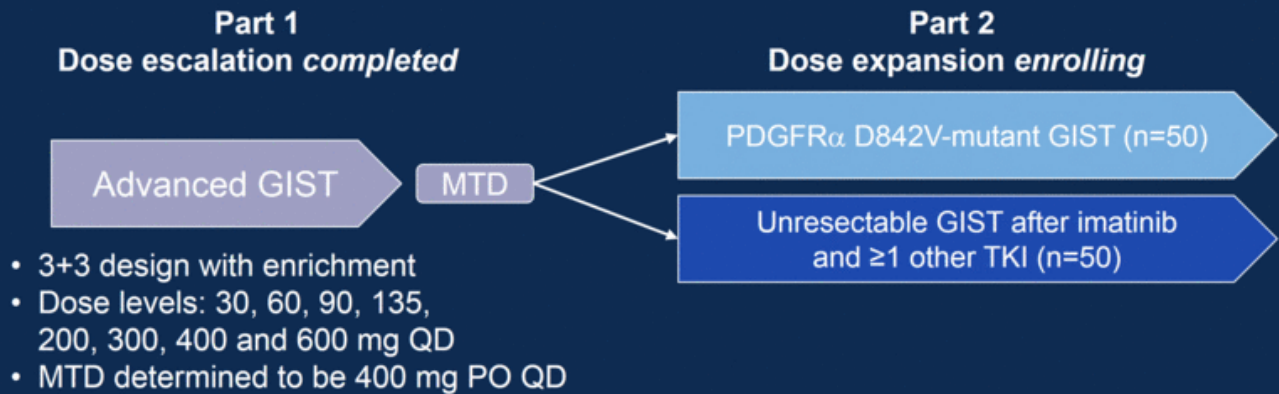 Part 1
Dose escalation completed
Advanced GIST
MTD
• 3+3 design with enrichment
• Dose levels: 30, 60, 90, 135,
200, 300, 400 and 600 mg QD
• MTD determined to be 400 mg PO QD
Part 2
Dose expansion enrolling
PDGFRα D842V-mutant GIST (n=50)
Unresectable GIST after imatinib
and ≥1 other TKI (n=50)